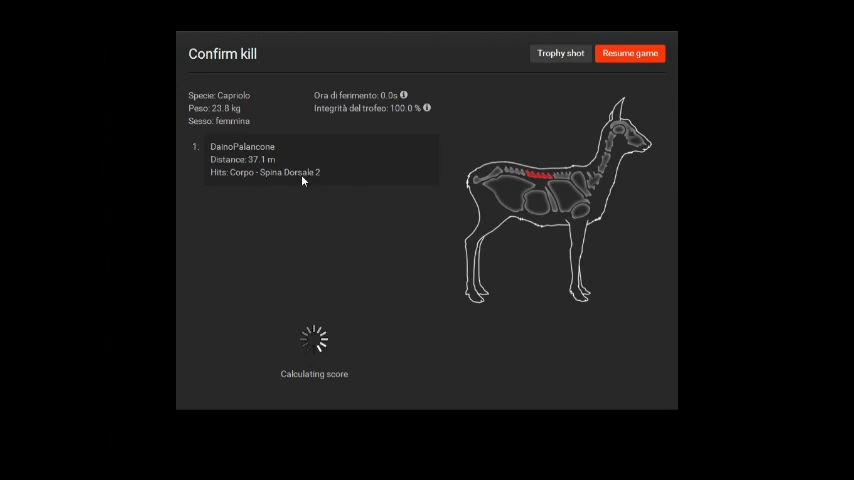 Confirm kill
Trophy shot
Resume game
Specie: Capriolo
Ora di ferimento: 0.0s
Peso: 23.8 kg
Integrità del trofeo: 100.0 %
Sesso: femmina
1. DainoPalancone
Distance: 37.1 m
Hits: Corpo - Spina Dorsale 2
Calculating score